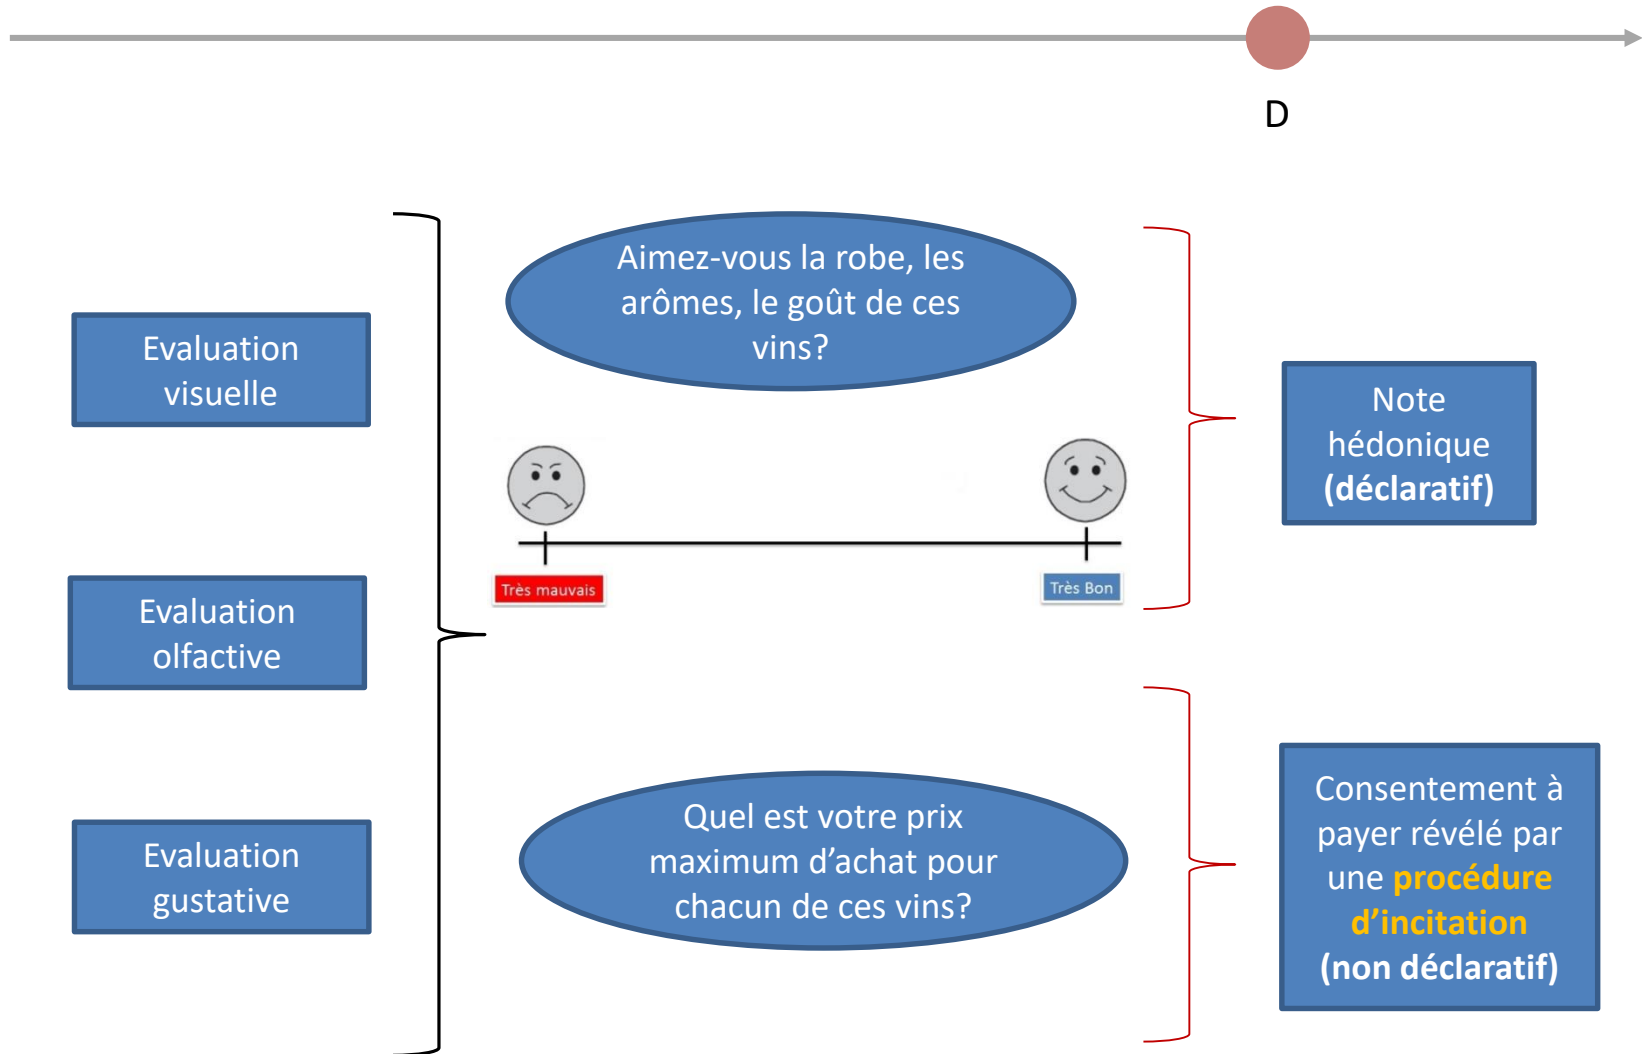 D
Evaluation
visuelle
Evaluation
olfactive
Evaluation
gustative
Aimez-vous la robe, les
arômes, le goût de ces
vins?
Très mauvais
Très Bon
Quel est votre prix
maximum d’achat pour
chacun de ces vins?
Note
hédonique
(déclaratif)
Consentement à
payer révélé par
une procédure
d’incitation
(non déclaratif)